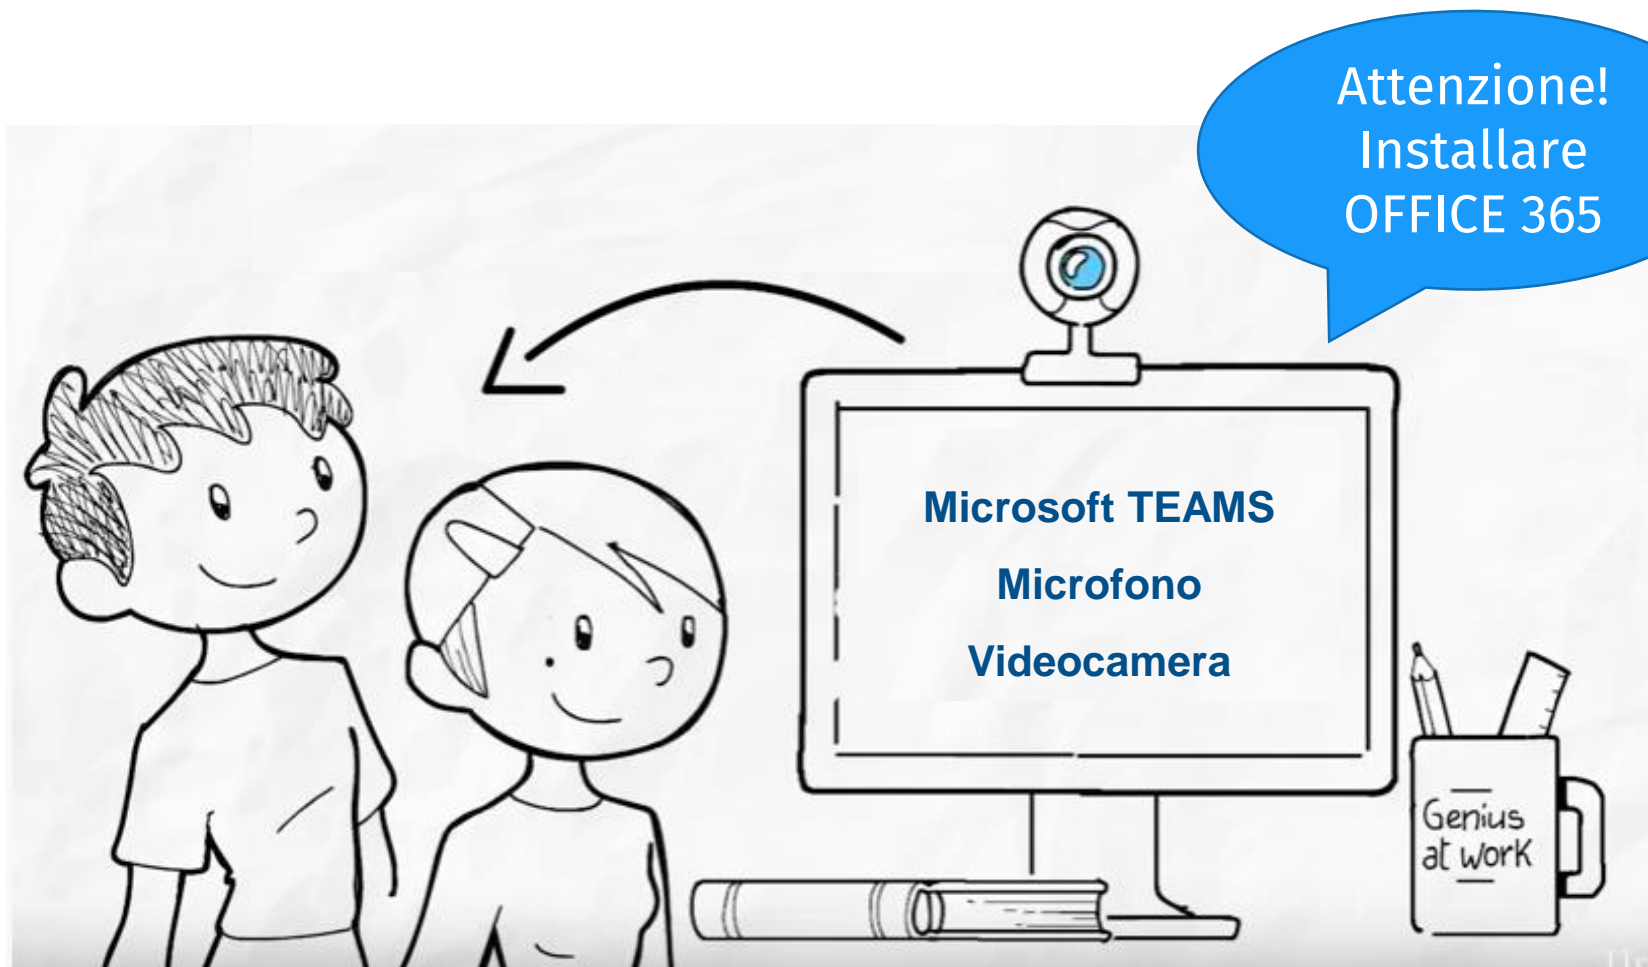 Attenzione!
Installare
OFFICE 365
Microsoft TEAMS
Microfono
Videocamera
Genius
at work